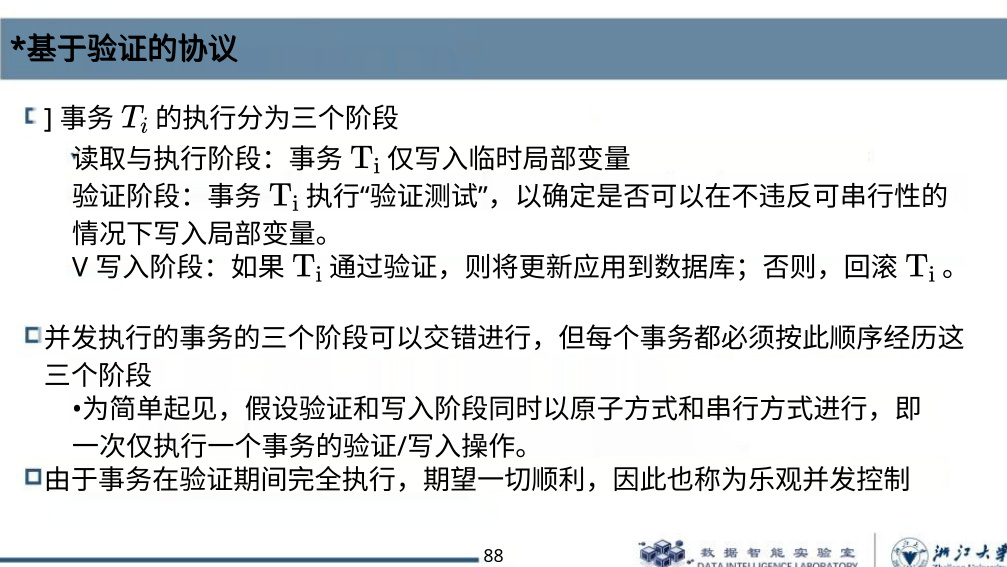 *基于验证的协议
] 事务 Ti 的执行分为三个阶段
读取与执行阶段：事务 Ti 仅写入临时局部变量
验证阶段：事务 Ti 执行“验证测试”，以确定是否可以在不违反可串行性的
情况下写入局部变量。
V 写入阶段：如果 Ti 通过验证，则将更新应用到数据库；否则，回滚 Ti 。
并发执行的事务的三个阶段可以交错进行，但每个事务都必须按此顺序经历这
三个阶段
•为简单起见，假设验证和写入阶段同时以原子方式和串行方式进行，即
一次仅执行一个事务的验证/写入操作。
由于事务在验证期间完全执行，期望一切顺利，因此也称为乐观并发控制
88
数据智能实验室
DATA INTELLIGENCE LABORATORY
浙江大学